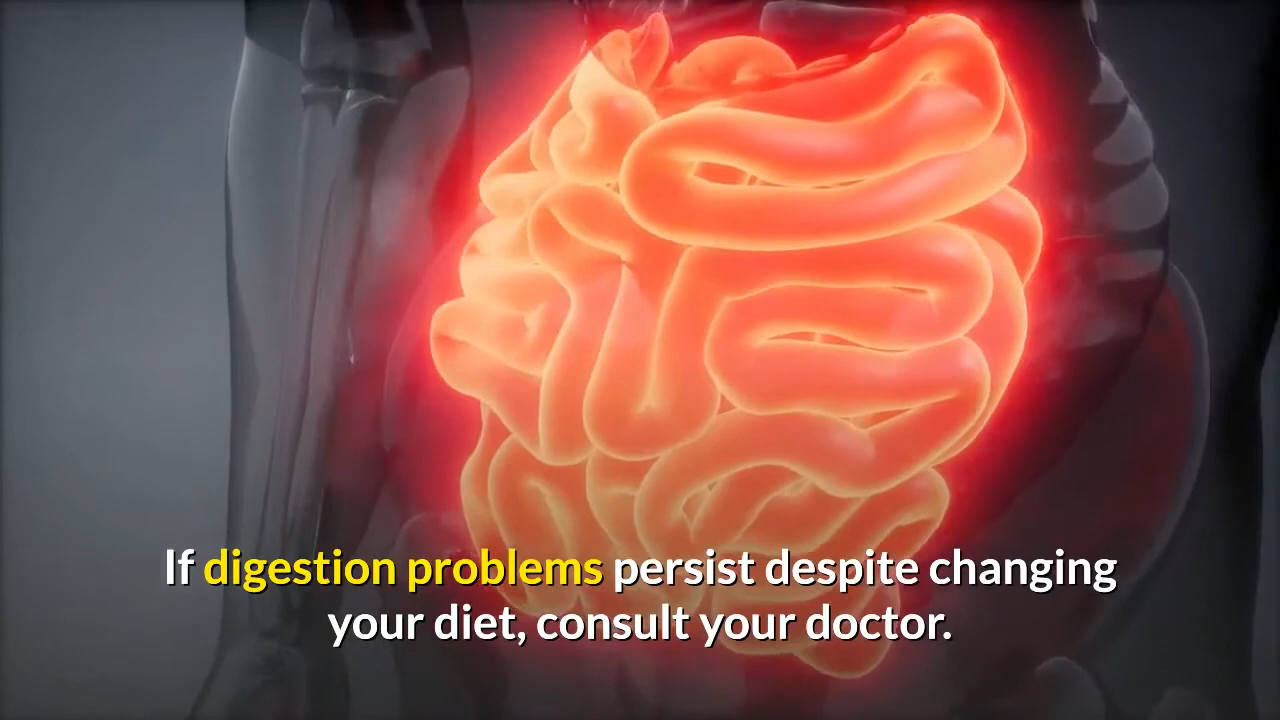 If digestion problems persist despite changing
your diet, consult your doctor.